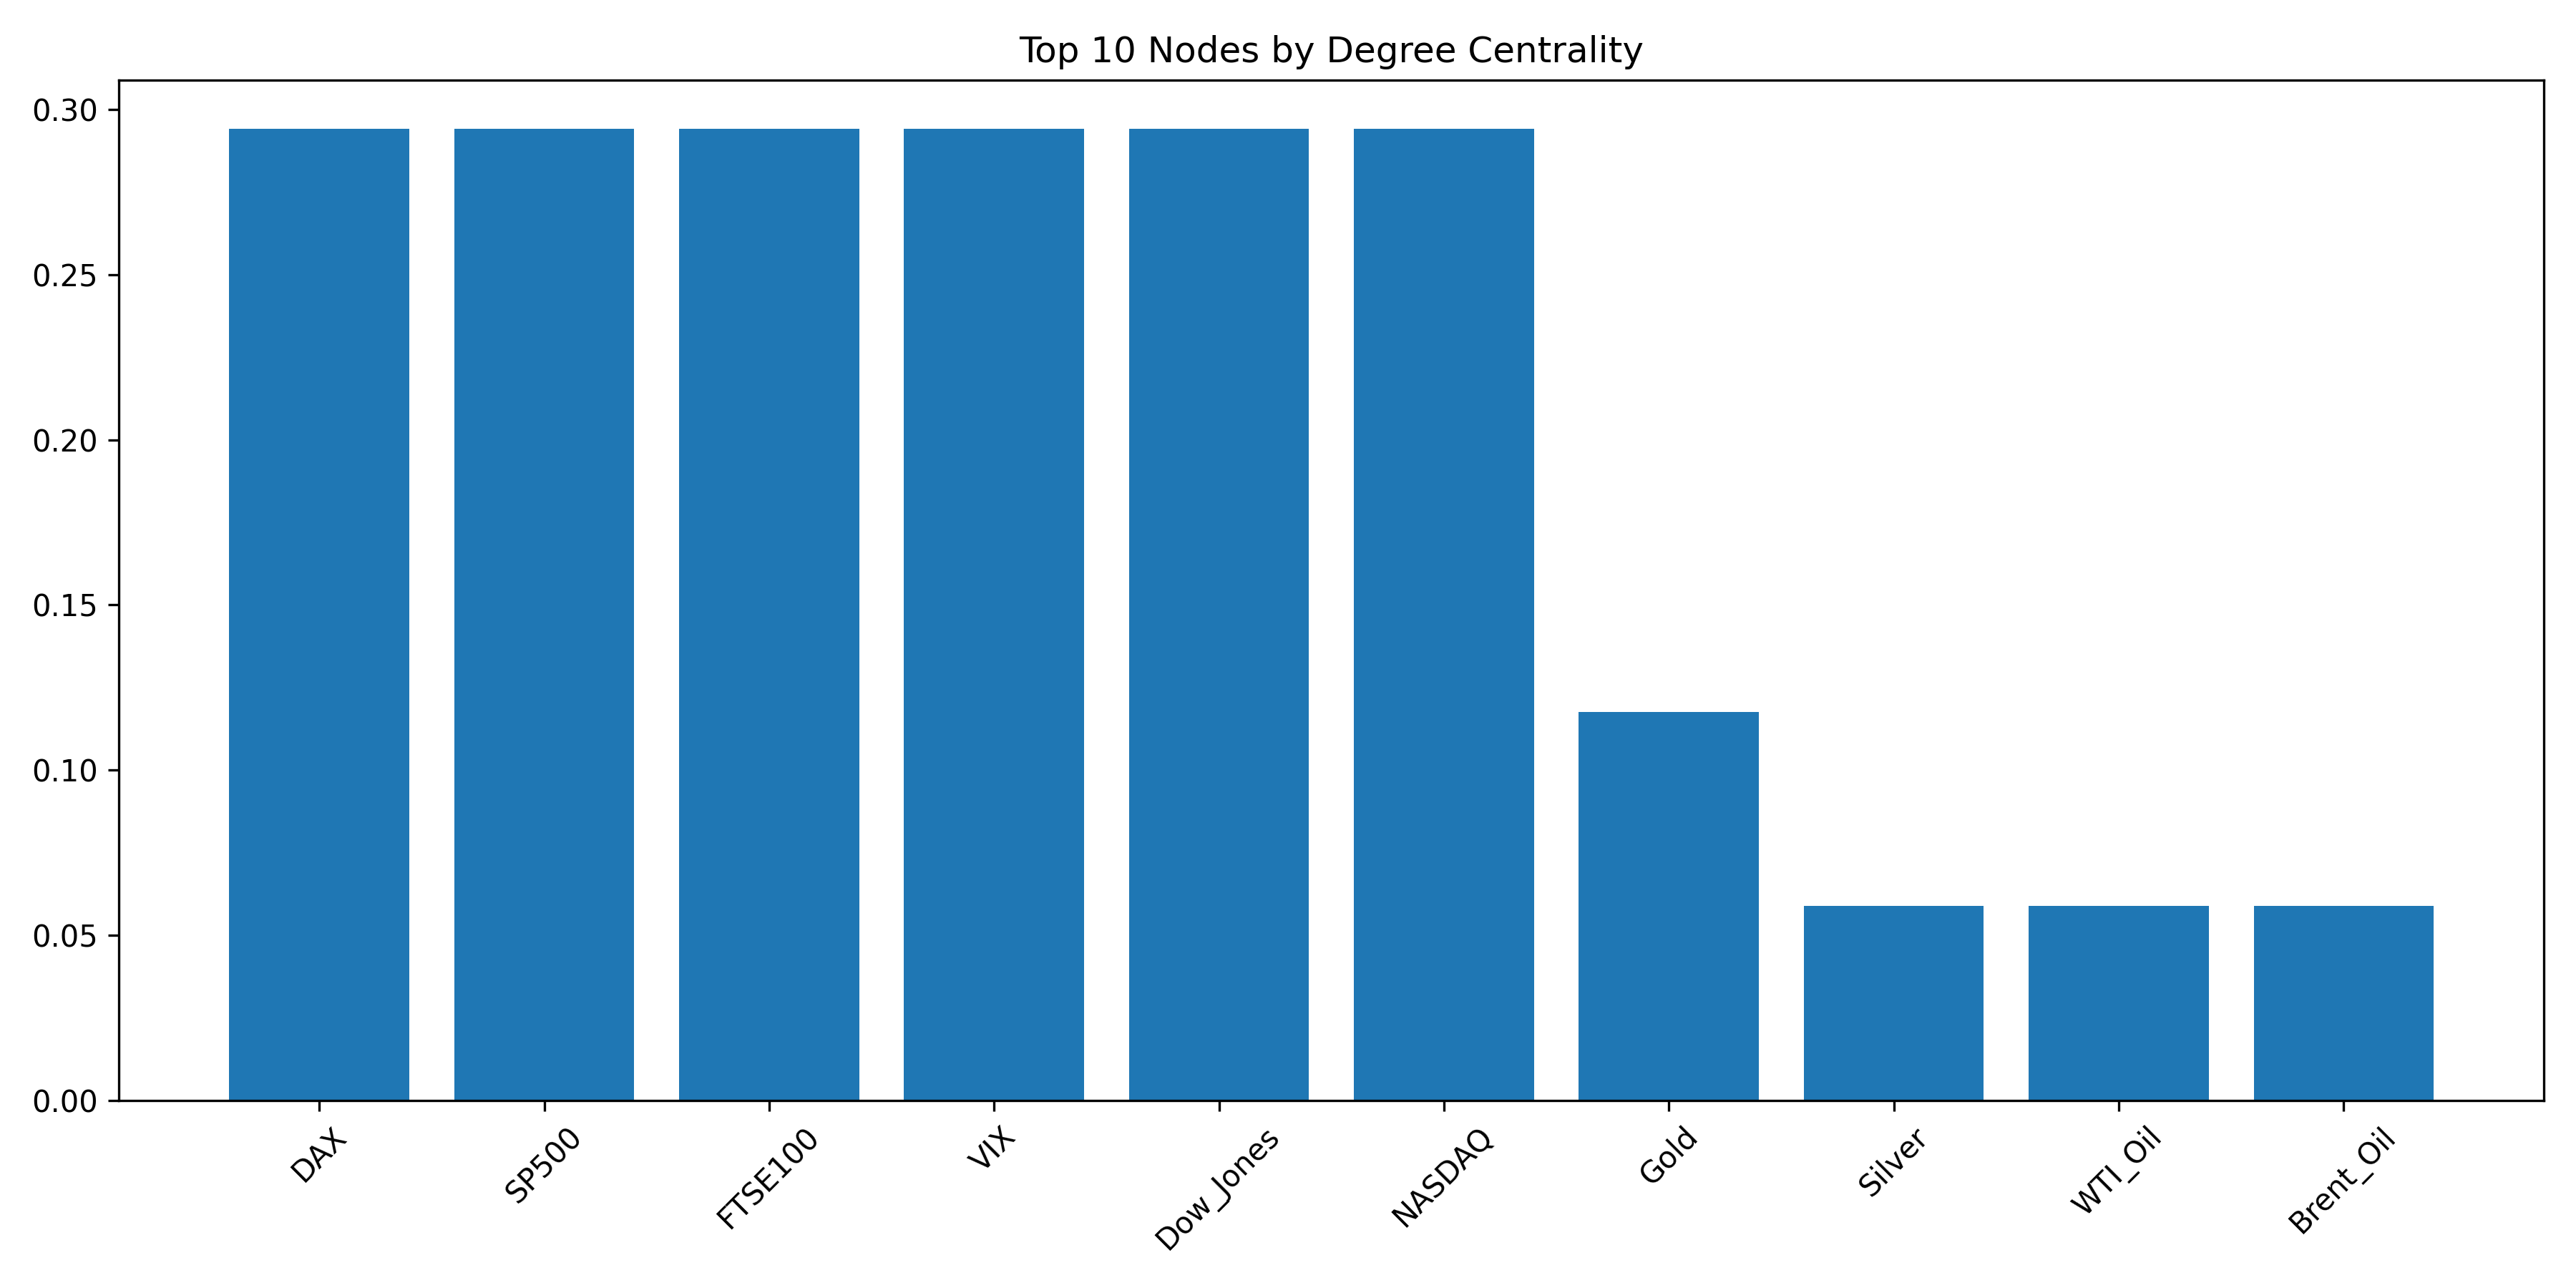 Top 10 Nodes by Degree Centrality
0.30
0.25
0.20
0.15
0.10
0.05
0.00
DAX
SP500
FTSE100
VIX
Dow_Jones
NASDAQ
Gold
Silver
WTI_Oil
Brent_Oil